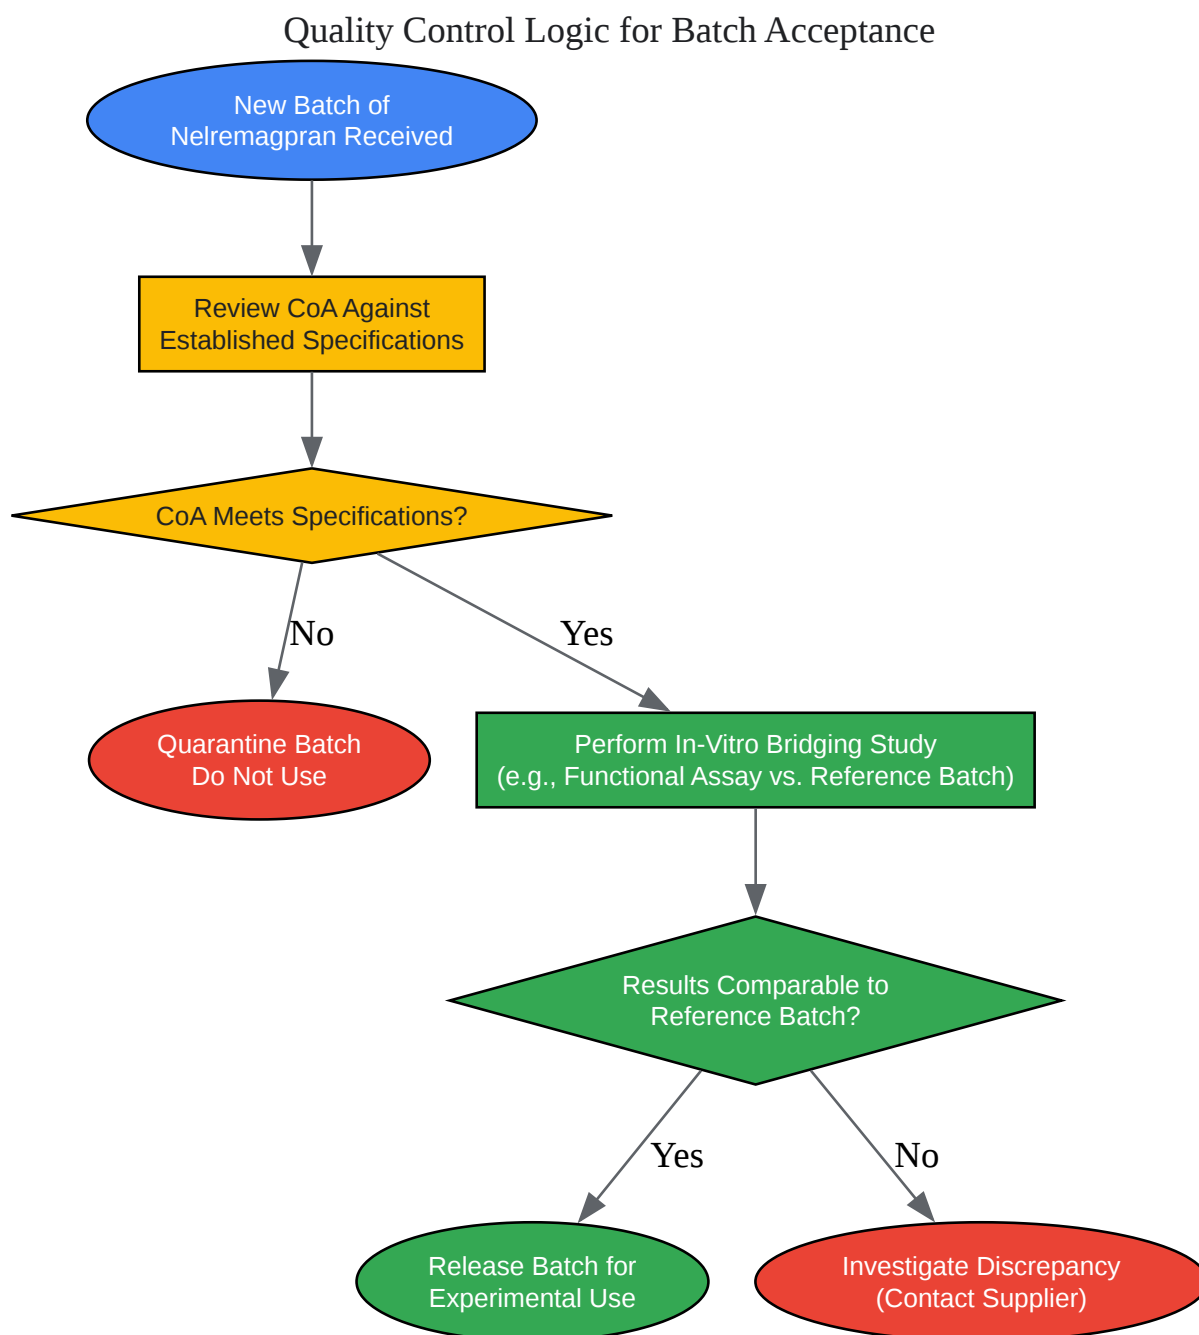 Quality Control Logic for Batch Acceptance
New Batch of
Nelremagpran Received
Review CoA Against
Established Specifications
CoA Meets Specifications?
No
Yes
Quarantine Batch
Do Not Use
Perform In-Vitro Bridging Study
(e.g., Functional Assay vs. Reference Batch)
Results Comparable to
Reference Batch?
Yes
No
Release Batch for
Experimental Use
Investigate Discrepancy
(Contact Supplier)